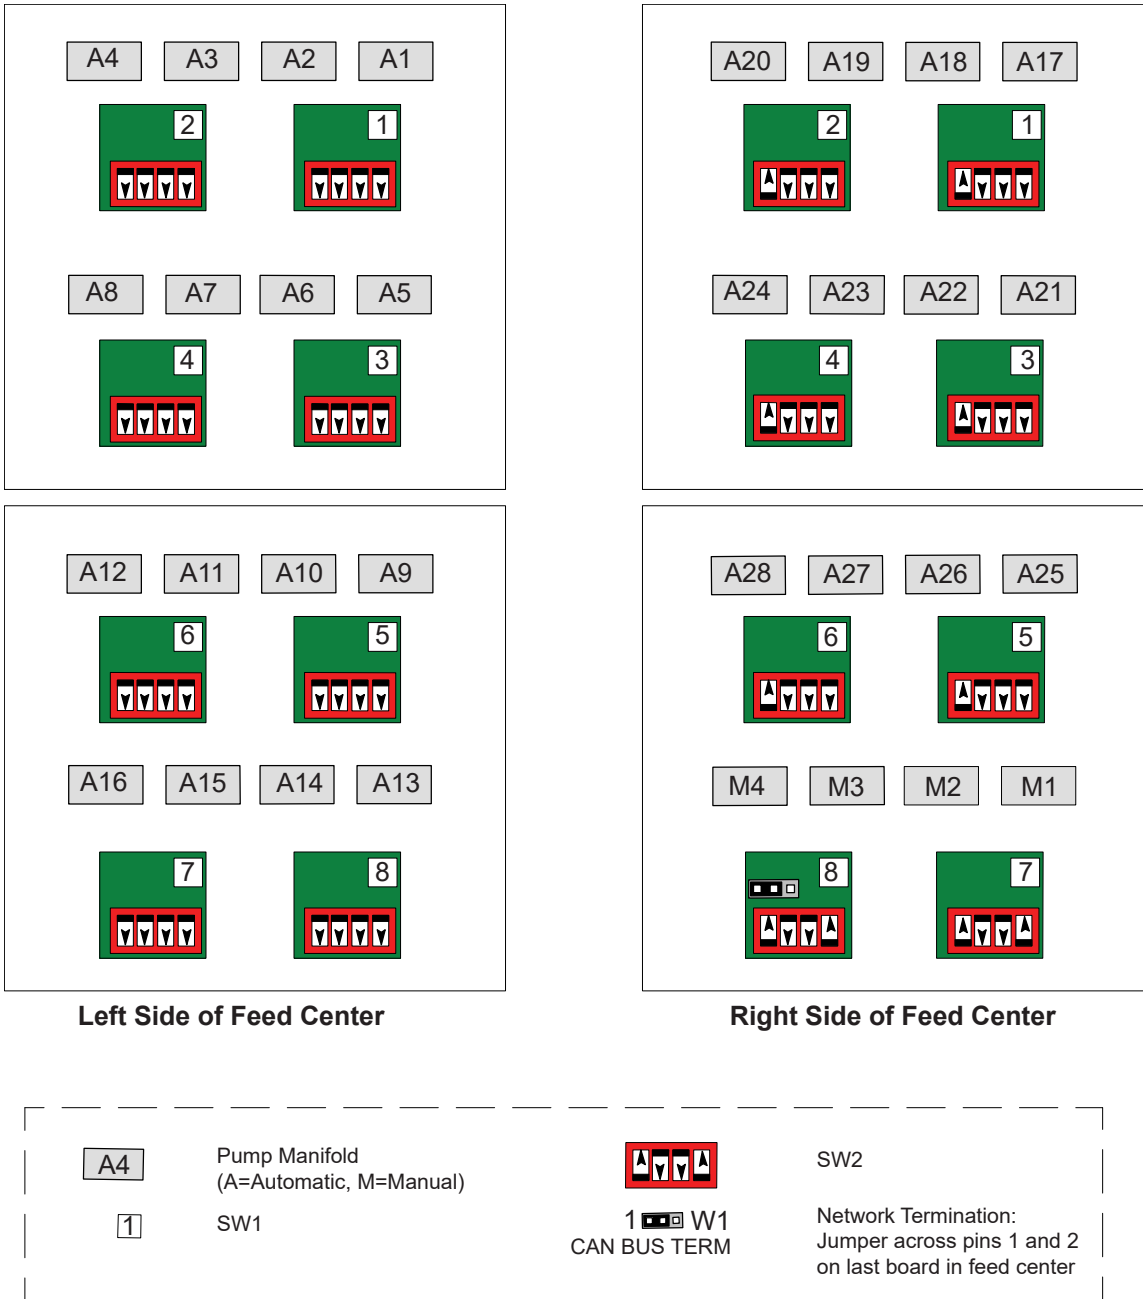 A4 A3 A2 A1
2 1
A8 A7 A6 A5
4 3
A12 A11 A10 A9
6 5
A16 A15 A14 A13
7 8
Left Side of Feed Center
A20 A19 A18 A17
2 1
A24 A23 A22 A21
4 3
A28 A27 A26 A25
6 5
M4 M3 M2 M1
8 7
Right Side of Feed Center
A4
Pump Manifold
(A=Automatic, M=Manual)
1
SW1
SW2
1 W1
CAN BUS TERM
Network Termination:
Jumper across pins 1 and 2
on last board in feed center